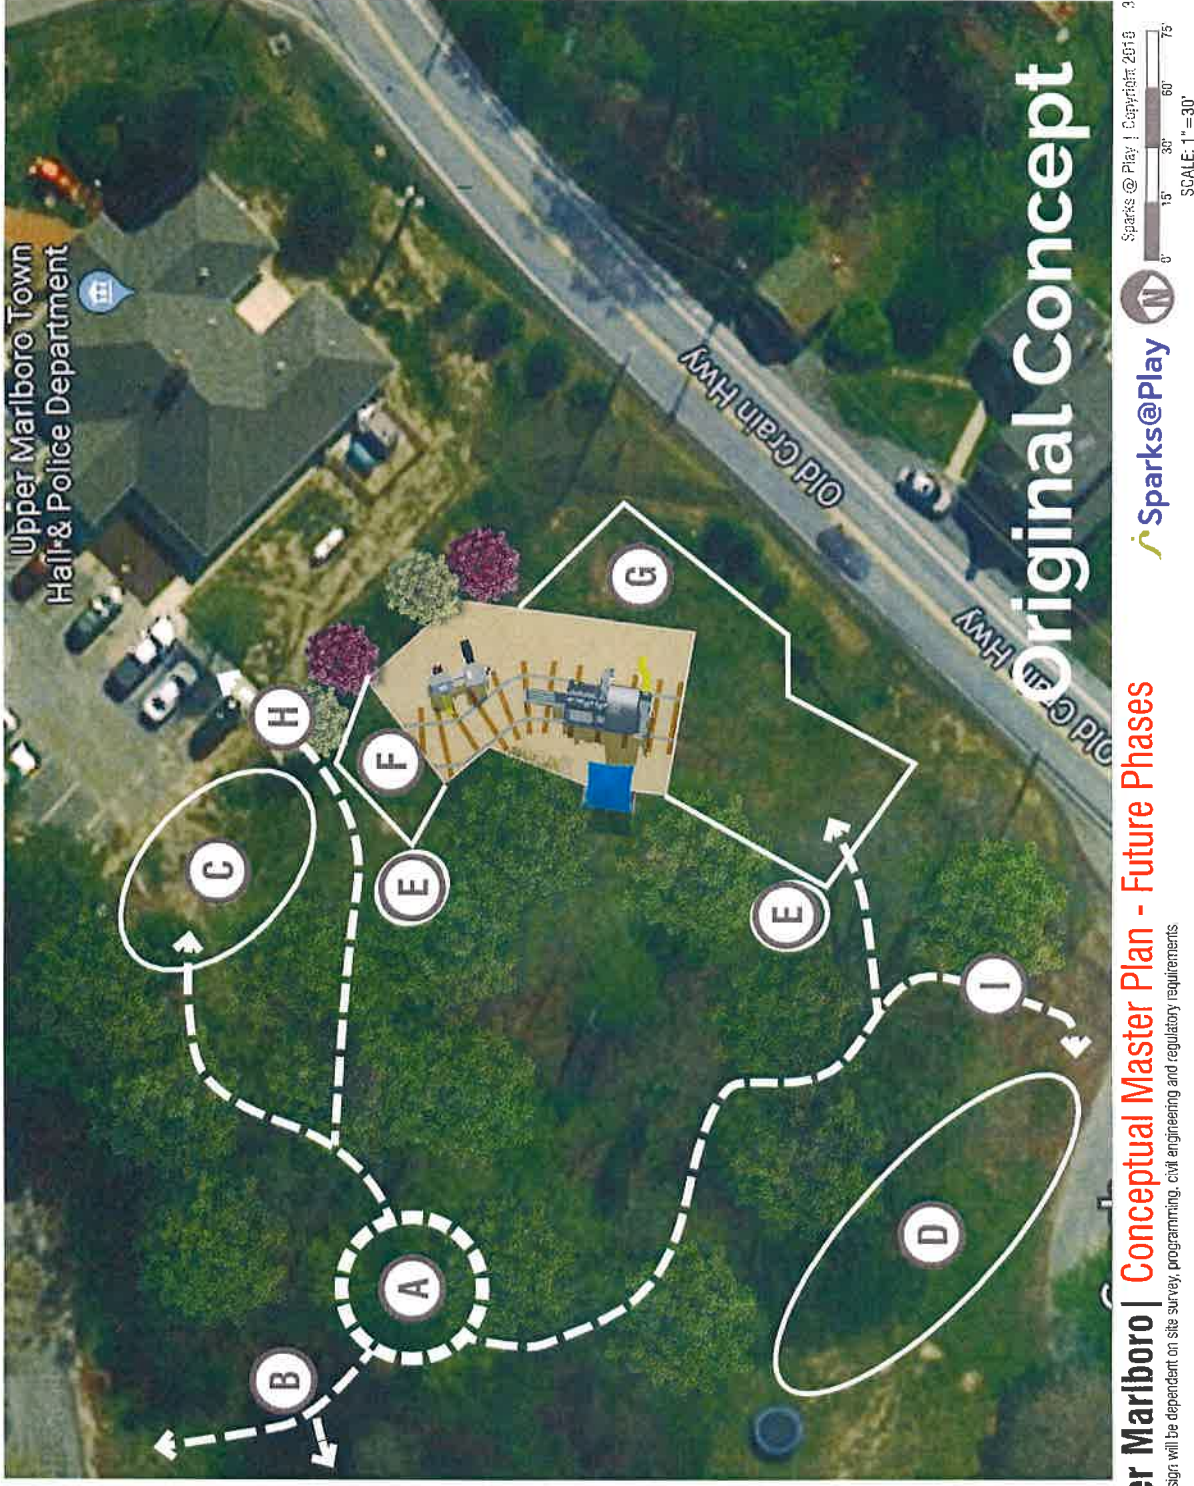 Upper Marlboro Town
Hall & Police Department
H
C
F
G
E
E
A
B
I
D
Old Crain Hwy
Old Crain Hwy
Original Concept
er Marlboro | Conceptual Master Plan - Future Phases
sign will be dependent on site survey, programming, civil engineering and regulatory requirements.
Sparks@Play
N
Sparks @ Play | Copyright 2018 3
0' 15' 30' 60' 75'
SCALE: 1"=30'